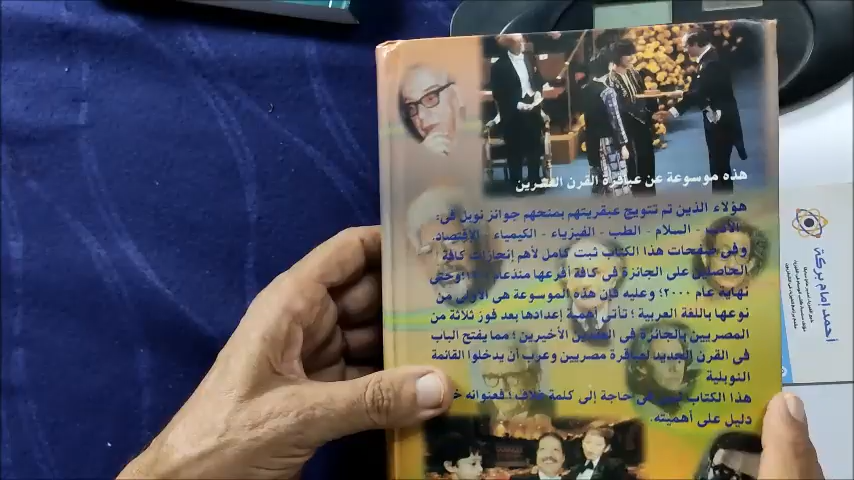 هذه موسوعة عن عباقرة القرن العشرين
هؤلاء الذين تم تتويج عبقريتهم بمنحهم جوائز نوبل فى:
الأدب - السلام - الطب - الفيزياء - الكيمياء - الاقتصاد.
وفى صفحات هذا الكتاب ثبت كامل لأهم إنجازات كافة
الحاصلين على الجائزة فى كافة أفرعها منذ عام وحتى
نهاية عام ٢٠٠٠؛ وعليه فإن هذه الموسوعة هى الأولى من
نوعها باللغة العربية ؛ تأتى أهمية إعدادها بعد فوز ثلاثة من
المصريين بالجائزة فى العقدين الأخيرين؛ مما يفتح الباب
فى القرن الجديد لعباقرة مصريين وعرب أن يدخلوا القائمة
النوبلية
هذا الكتاب ليس فى حاجة إلى كلمة غلاف ؛ فعنوانه
دليل على أهميته.
أحمد إمام بركة